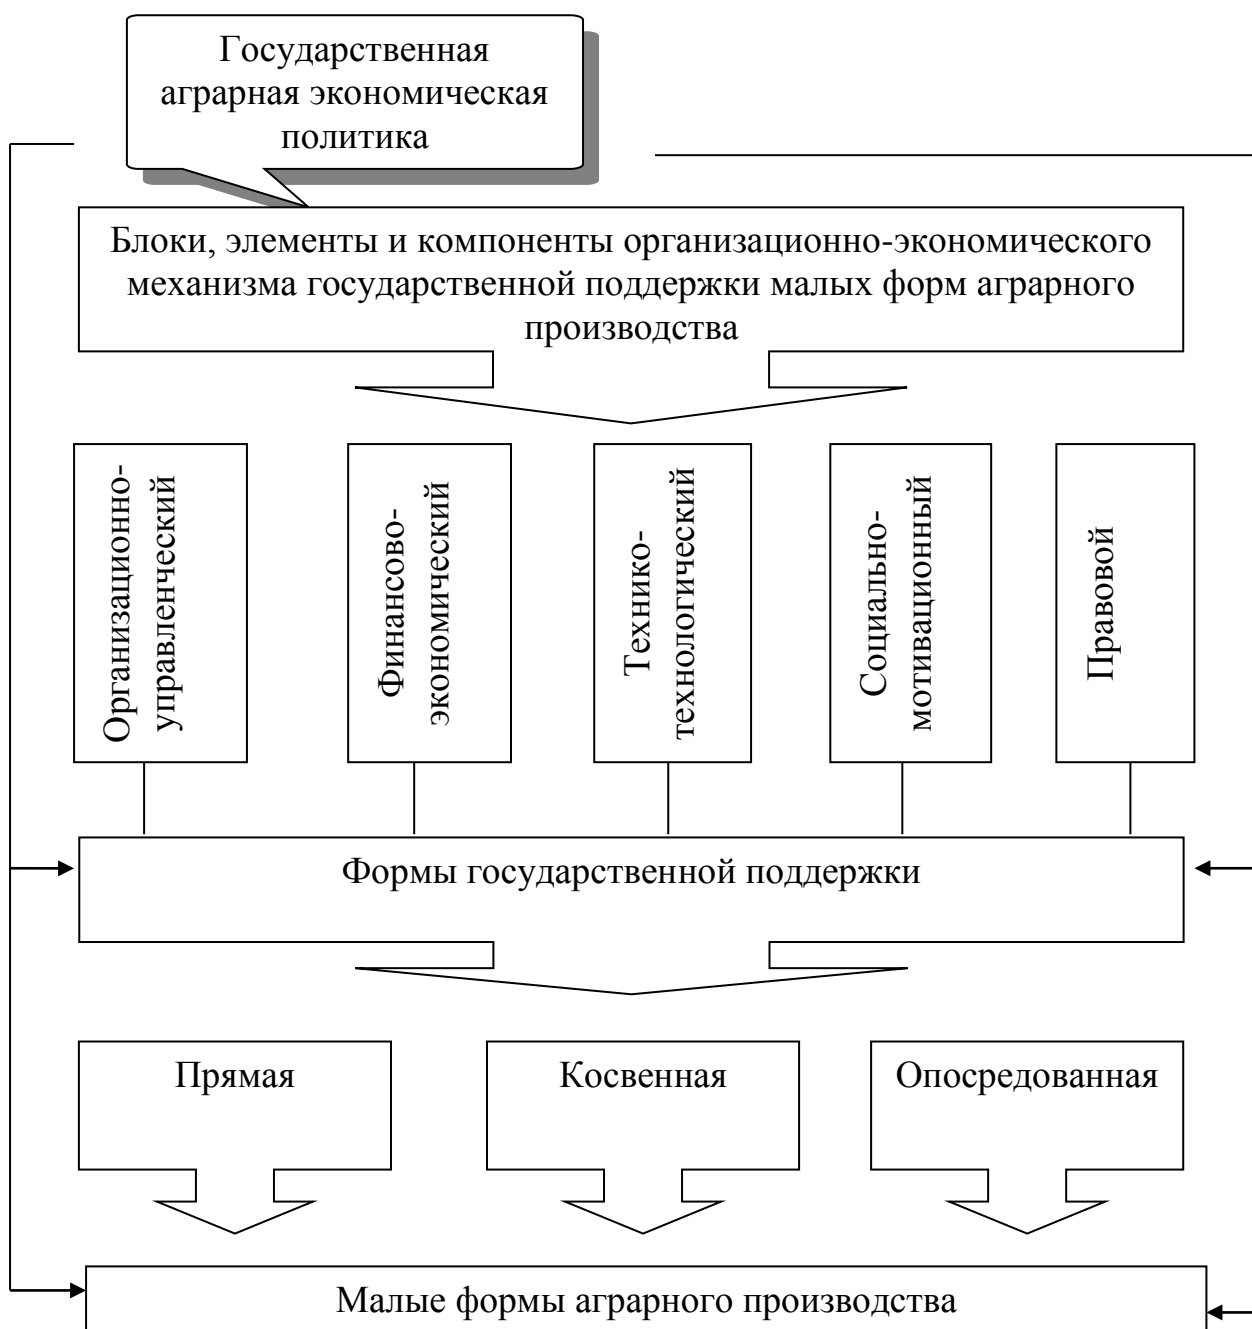 Государственная
аграрная экономическая
политика
Блоки, элементы и компоненты организационно-экономического
механизма государственной поддержки малых форм аграрного
производства
Организационно-
управленческий
Финансово-
экономический
Технико-
технологический
Социально-
мотивационный
Правовой
Формы государственной поддержки
Прямая
Косвенная
Опосредованная
Малые формы аграрного производства